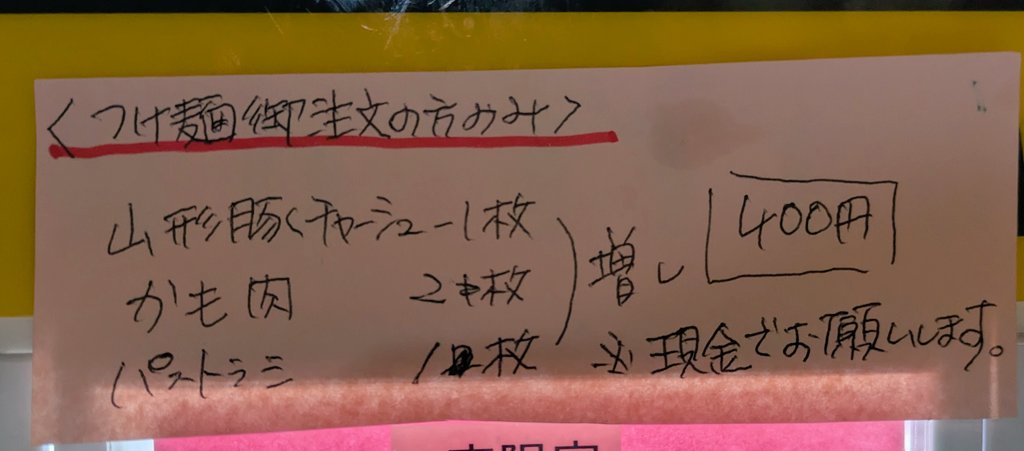 〈つけ麺御注文の方のみ〉
山形豚くチャーシュー1枚
かも肉 2枚
パストラミ 1枚
増し
400円
※現金でお願いします。